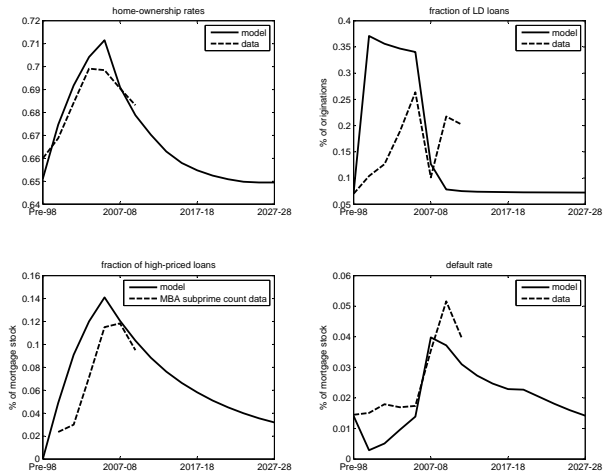 home-ownership rates
0.72
0.71
0.7
0.69
0.68
0.67
0.66
0.65
0.64
Pre-98 2007-08 2017-18 2027-28
model
data
fraction of LD loans
% of originations
0.4
0.35
0.3
0.25
0.2
0.15
0.1
0.05
Pre-98 2007-08 2017-18 2027-28
model
data
fraction of high-priced loans
% of mortgage stock
0.16
0.14
0.12
0.1
0.08
0.06
0.04
0.02
0
Pre-98 2007-08 2017-18 2027-28
model
MBA subprime count data
default rate
% of mortgage stock
0.06
0.05
0.04
0.03
0.02
0.01
0
Pre-98 2007-08 2017-18 2027-28
model
data